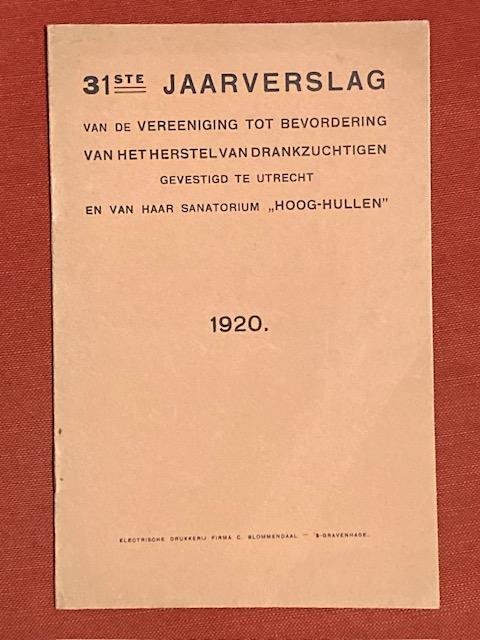 31STE JAARVERSLAG
VAN DE VEREENIGING TOT BEVORDERING
VAN HET HERSTEL VAN DRANKZUCHTIGEN
GEVESTIGD TE UTRECHT
EN VAN HAAR SANATORIUM „HOOG-HULLEN”
1920.
ELECTRISCHE DRUKKERIJ FIRMA C. BLOMMENDAAL — 'S-GRAVENHAGE.